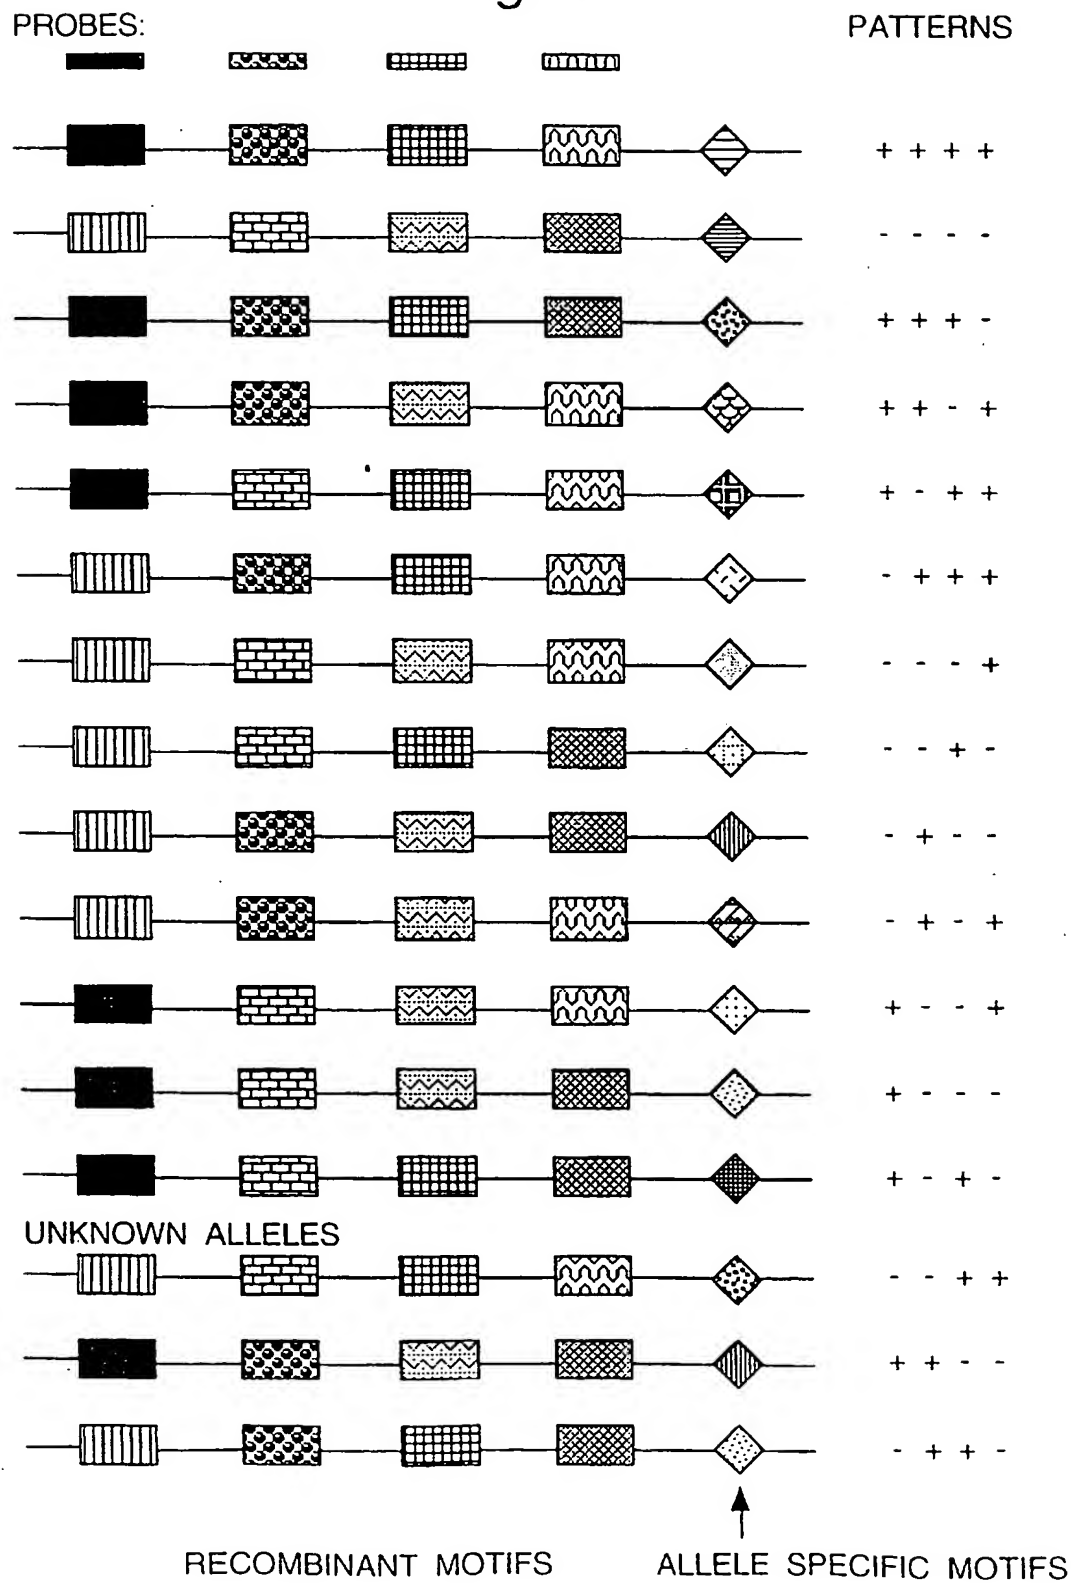 PROBES: PATTERNS
+ + + +
- - - -
+ + + -
+ + - +
+ - + +
- + + +
- - - +
- - + -
- + - -
- + - +
+ - - +
+ - - -
+ - + -
UNKNOWN ALLELES
- - + +
+ + - -
- + + -
RECOMBINANT MOTIFS ALLELE SPECIFIC MOTIFS